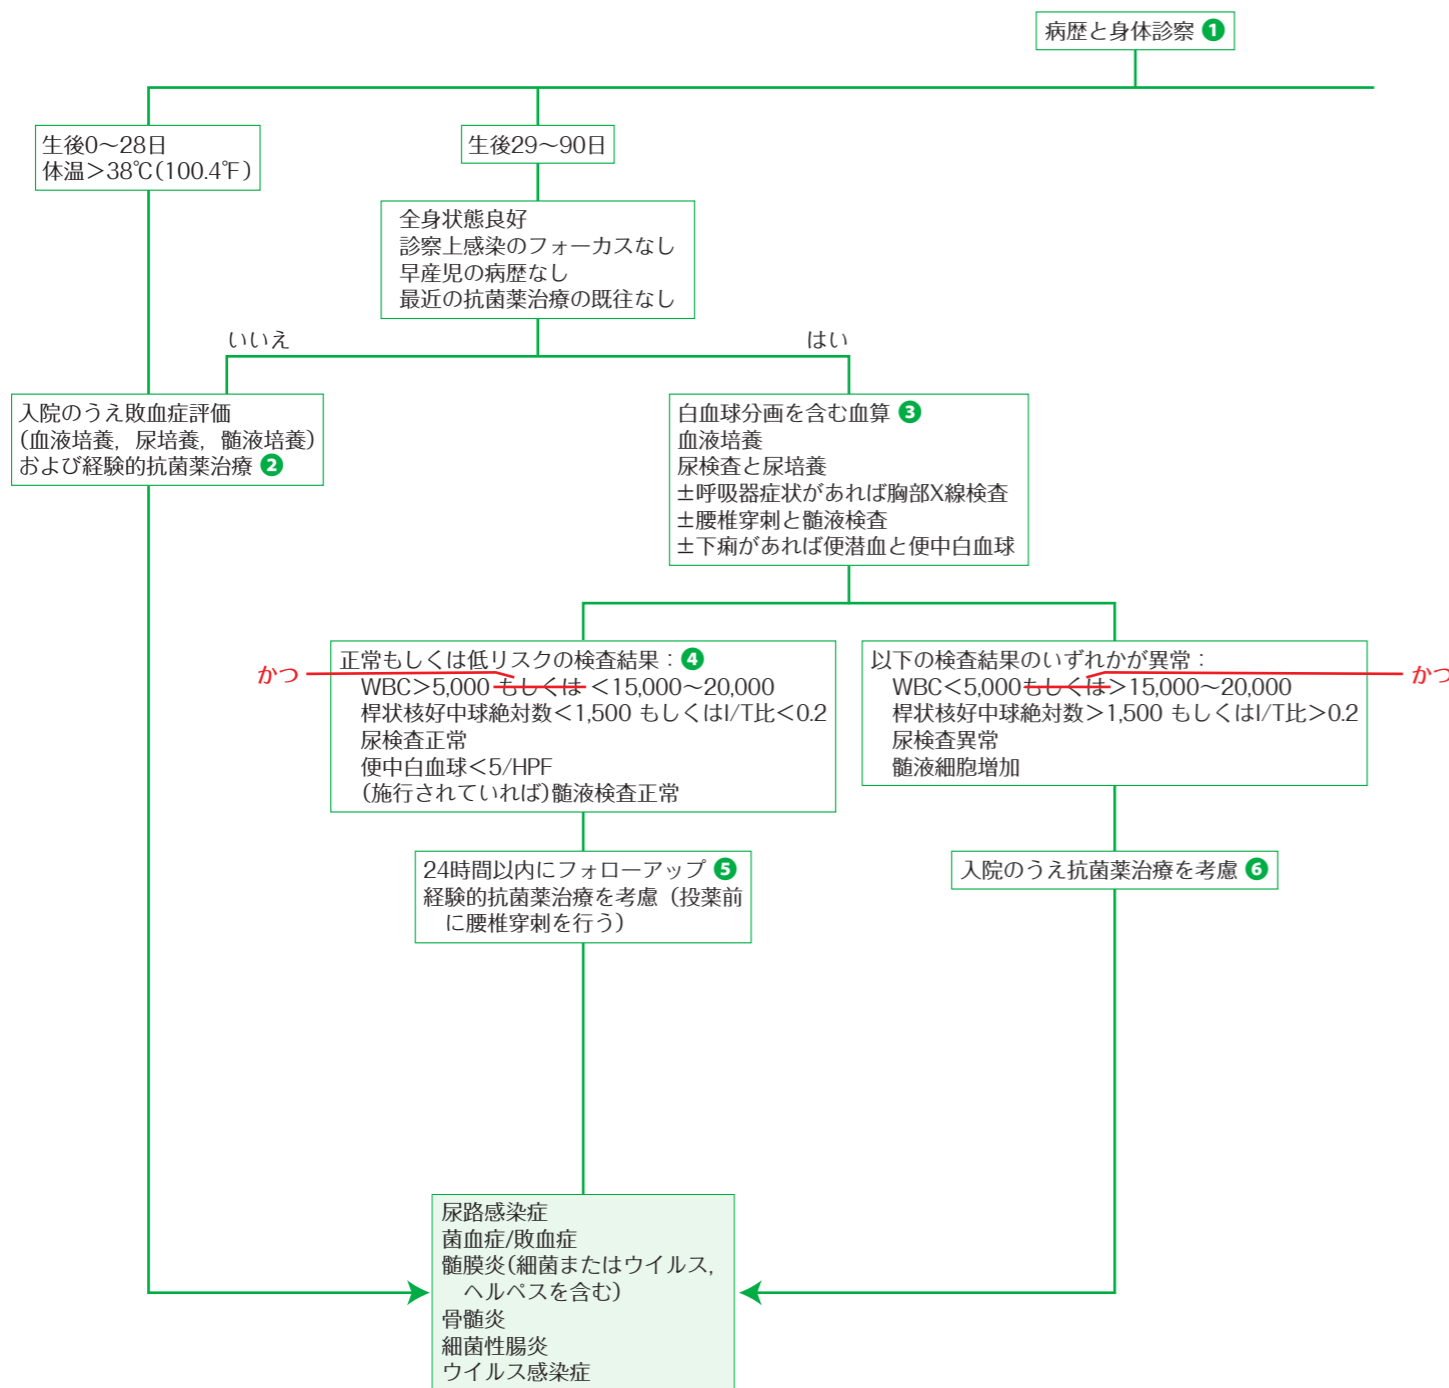 病歴と身体診察 ❶
生後0〜28日
体温＞38℃(100.4℉)
生後29〜90日
全身状態良好
診察上感染のフォーカスなし
早産児の病歴なし
最近の抗菌薬治療の既往なし
いいえ
はい
入院のうえ敗血症評価
(血液培養，尿培養，髄液培養)
および経験的抗菌薬治療 ❷
白血球分画を含む血算 ❸
血液培養
尿検査と尿培養
±呼吸器症状があれば胸部X線検査
±腰椎穿刺と髄液検査
±下痢があれば便潜血と便中白血球
正常もしくは低リスクの検査結果：❹
かつ
WBC＞5,000 もしくは ＜15,000〜20,000
桿状核好中球絶対数＜1,500 もしくはI/T比＜0.2
尿検査正常
便中白血球＜5/HPF
(施行されていれば)髄液検査正常
以下の検査結果のいずれかが異常：
WBC＜5,000もしくは＞15,000〜20,000
かつ
桿状核好中球絶対数＞1,500 もしくはI/T比＞0.2
尿検査異常
髄液細胞増加
24時間以内にフォローアップ ❺
経験的抗菌薬治療を考慮（投薬前
に腰椎穿刺を行う）
入院のうえ抗菌薬治療を考慮 ❻
尿路感染症
菌血症/敗血症
髄膜炎(細菌またはウイルス，
ヘルペスを含む)
骨髄炎
細菌性腸炎
ウイルス感染症